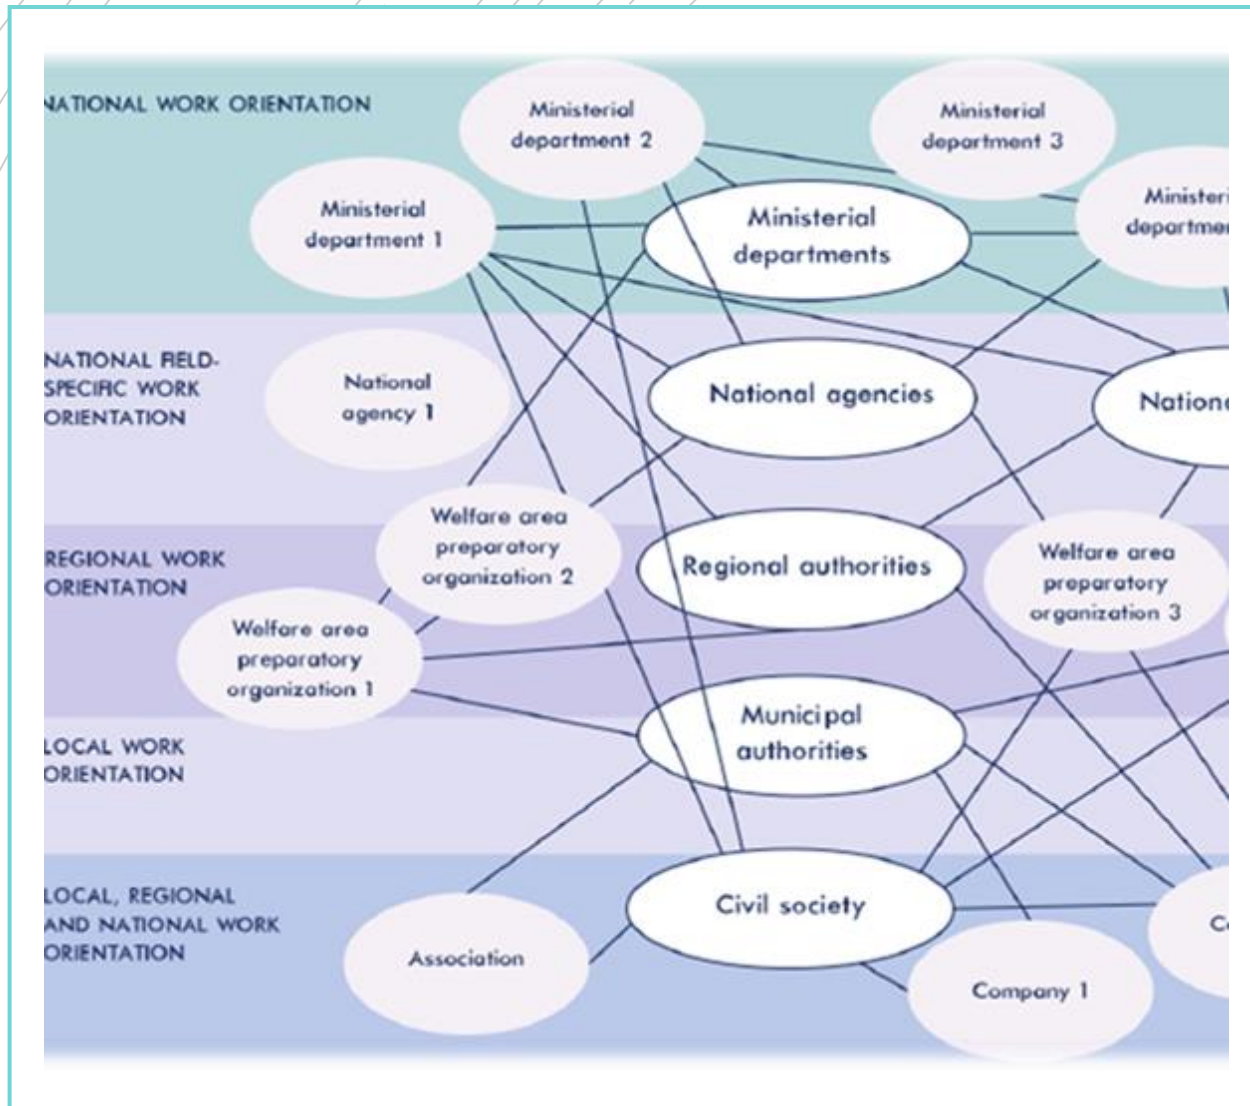 NATIONAL WORK ORIENTATION
Ministerial
department 2
Ministerial
department 3
Ministerial
department 1
Ministerial
departments
NATIONAL FIELD-
SPECIFIC WORK
ORIENTATION
National
agency 1
National agencies
REGIONAL WORK
ORIENTATION
Welfare area
preparatory
organization 2
Regional authorities
Welfare area
preparatory
organization 3
Welfare area
preparatory
organization 1
LOCAL WORK
ORIENTATION
Municipal
authorities
LOCAL, REGIONAL
AND NATIONAL WORK
ORIENTATION
Association
Civil society
Company 1